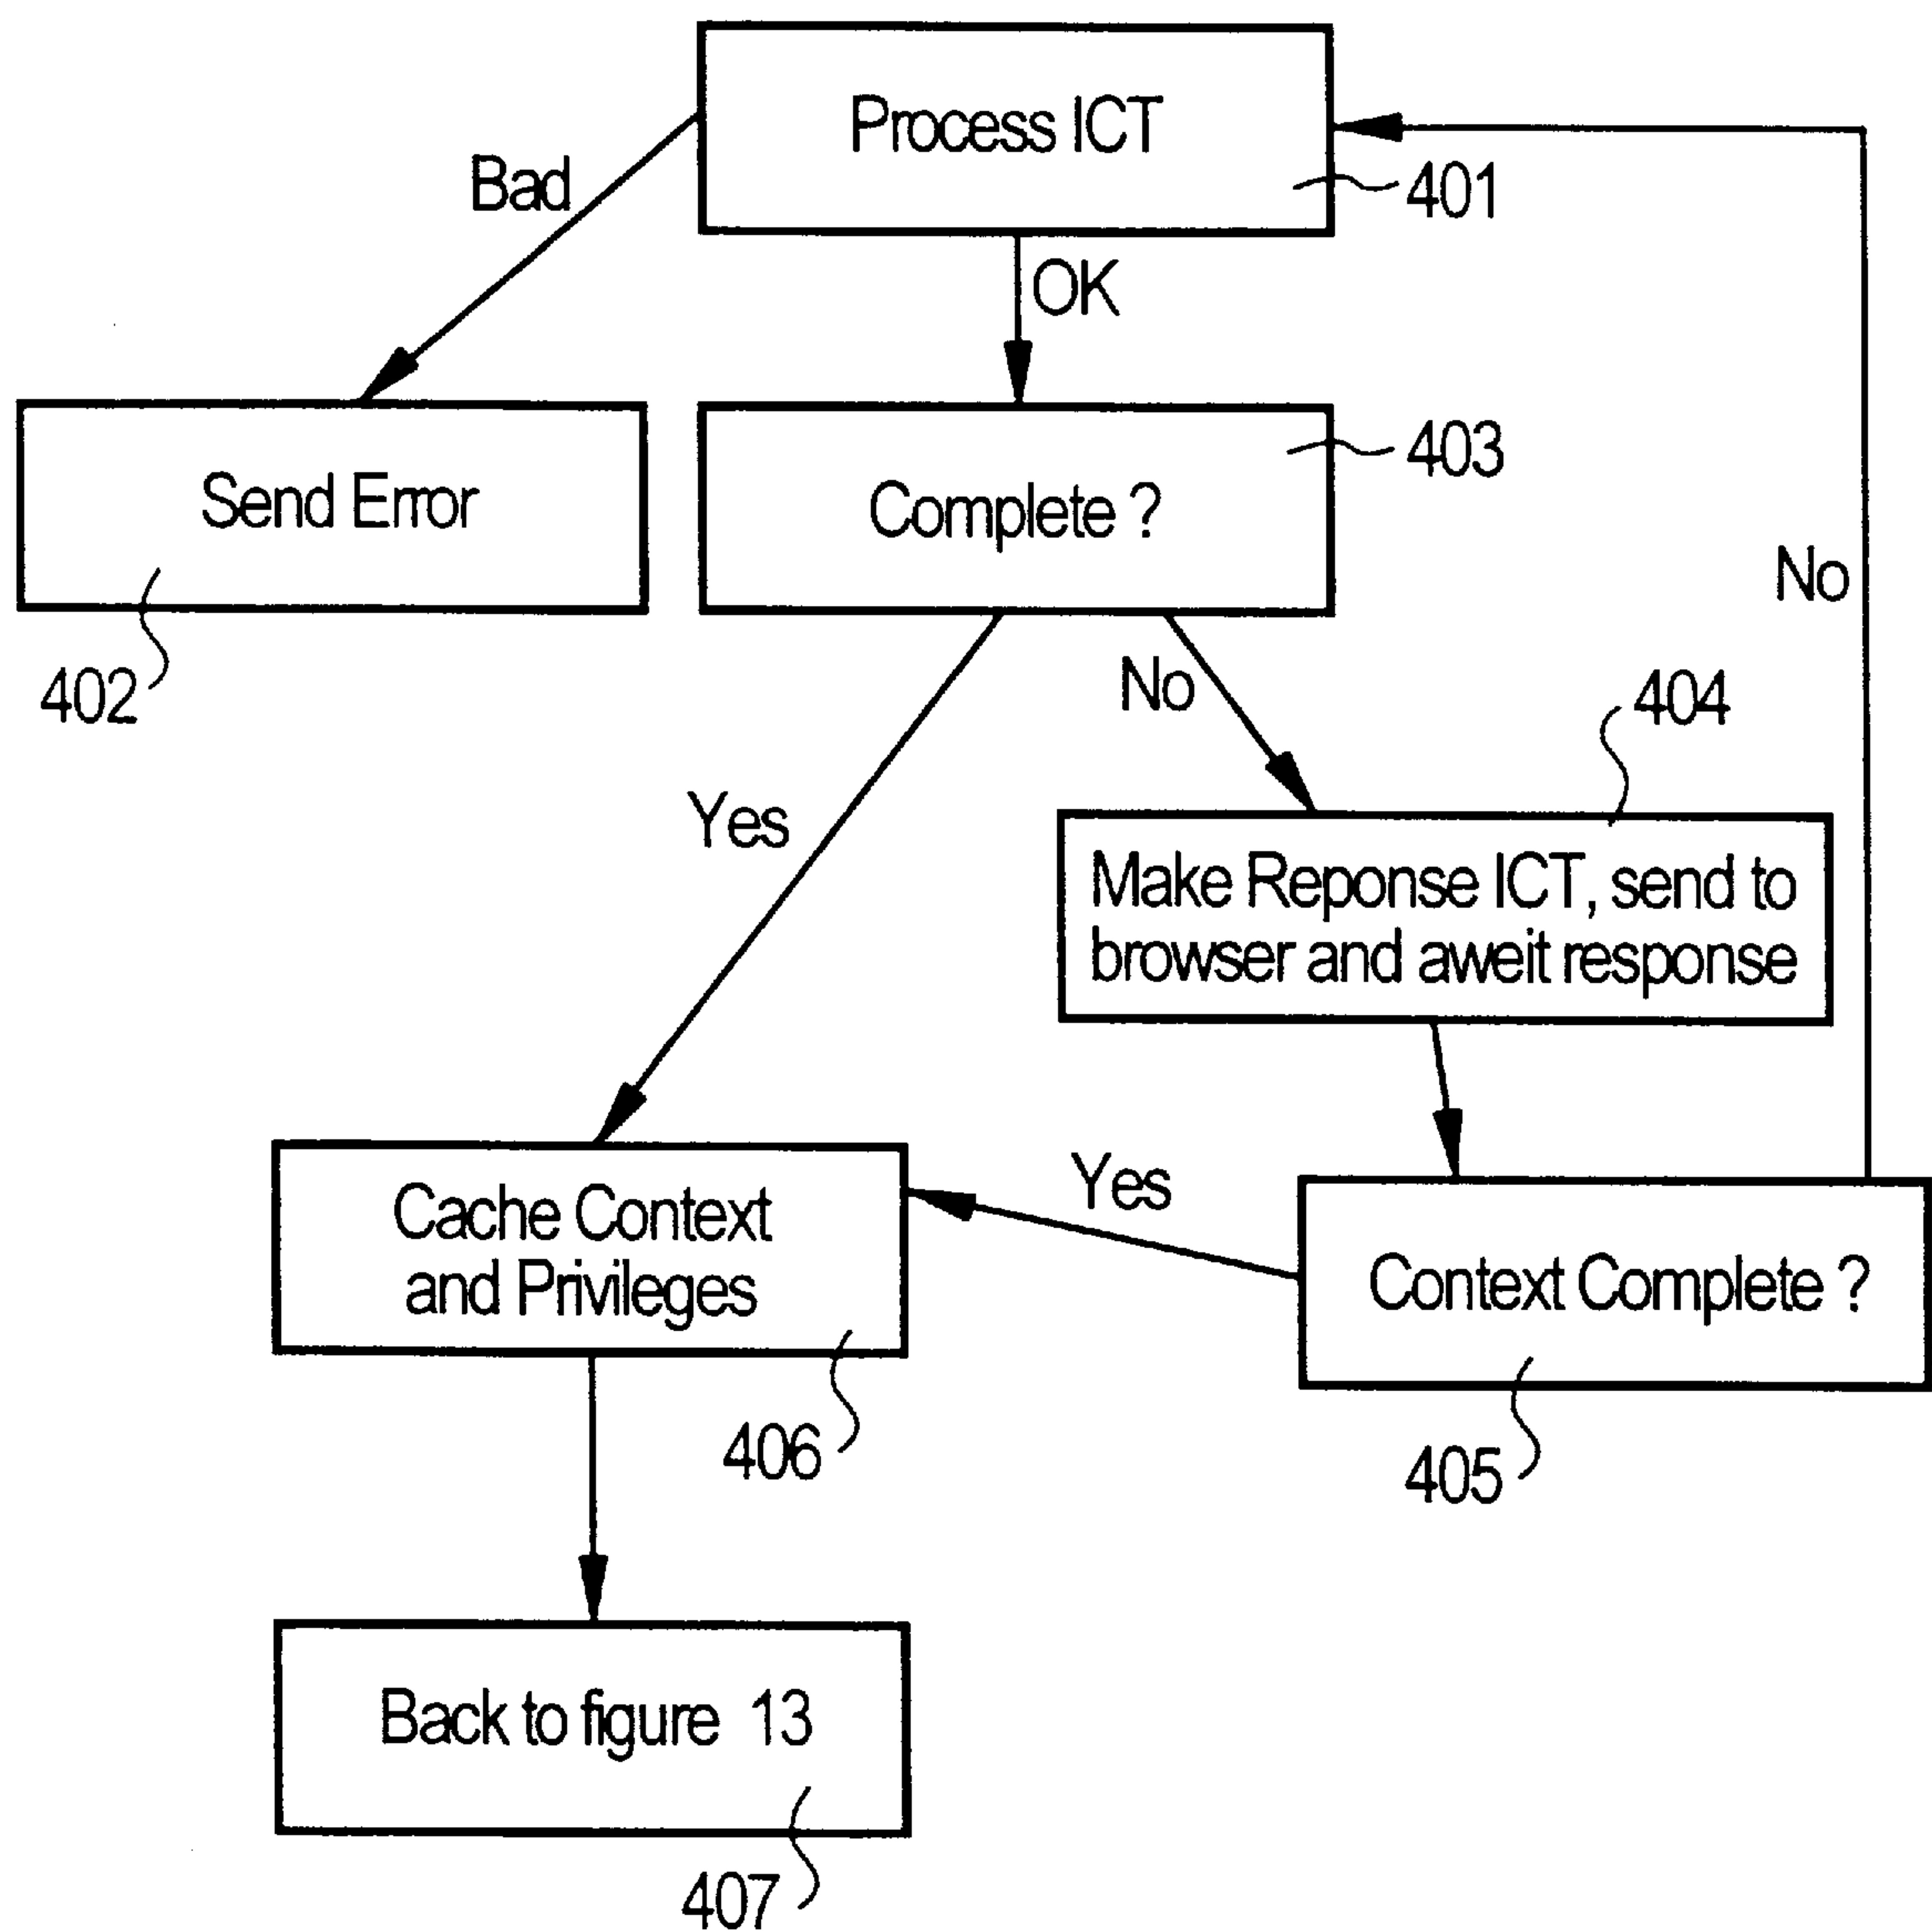 Process ICT
401
Bad
OK
Send Error
402
Complete ?
403
No
Yes
No
404
Make Reponse ICT, send to
browser and aweit response
Cache Context
and Privileges
406
Yes
Context Complete ?
405
Back to figure 13
407